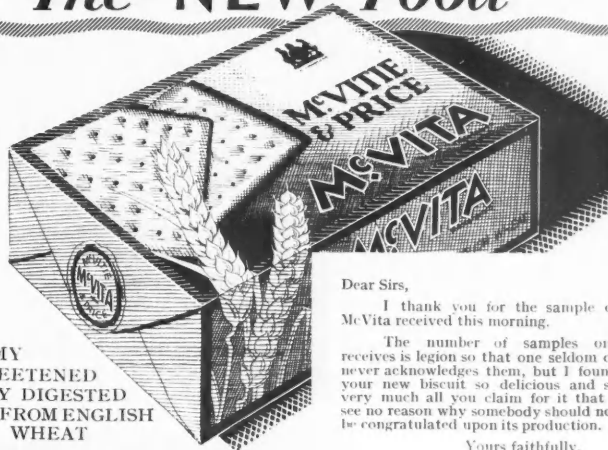 The NEW Food
McVITIE
& PRICE
McVITA
McVITA
McVITIE
McVITA
& PRICE
MY
EETENED
Y DIGESTED
FROM ENGLISH
WHEAT
Dear Sirs,
I thank you for the sample o
McVita received this morning.
The number of samples on
receives is legion so that one seldom o
never acknowledges them, but I foun
your new biscuit so delicious and s
very much all you claim for it that
see no reason why somebody should no
be congratulated upon its production.
Yours faithfully,